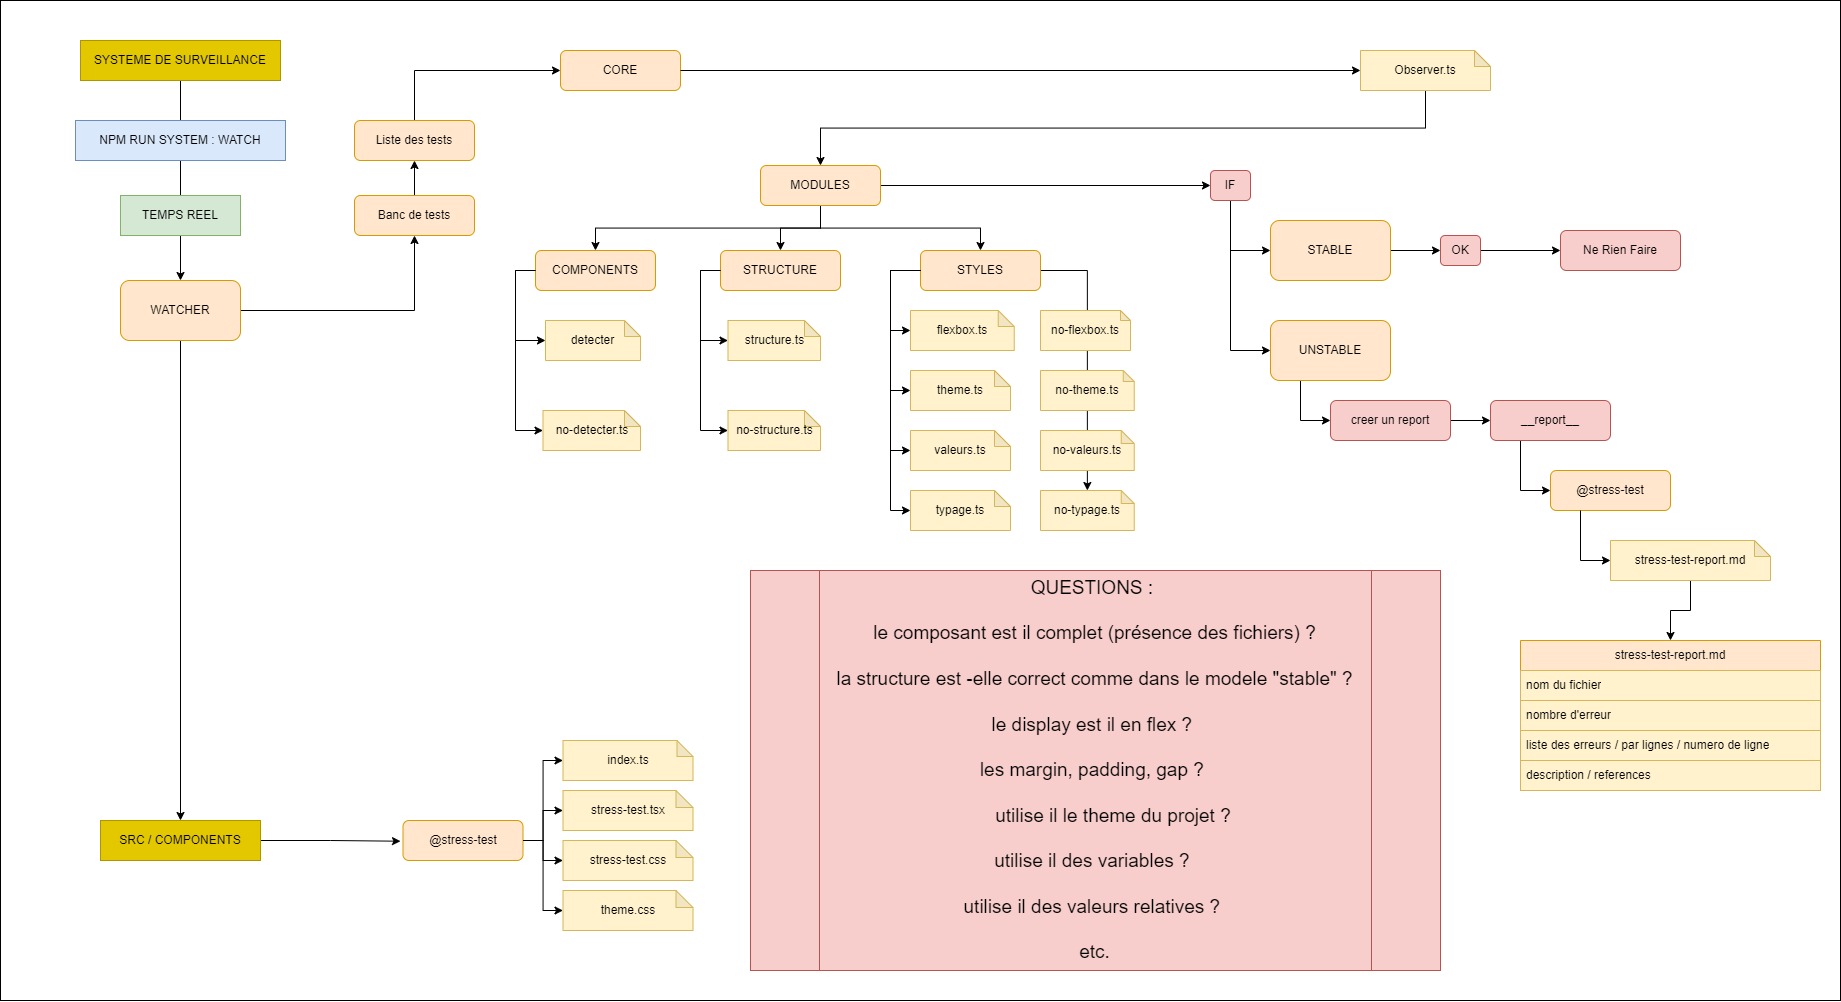 SYSTEME DE SURVEILLANCE
NPM RUN SYSTEM : WATCH
TEMPS REEL
WATCHER
Banc de tests
Liste des tests
CORE
Observer.ts
MODULES
COMPONENTS
detecter
no-detecter.ts
STRUCTURE
structure.ts
no-structure.ts
STYLES
flexbox.ts
theme.ts
valeurs.ts
typage.ts
no-flexbox.ts
no-theme.ts
no-valeurs.ts
no-typage.ts
IF
STABLE
OK
Ne Rien Faire
UNSTABLE
creer un report
__report__
@stress-test
stress-test-report.md
stress-test-report.md
nom du fichier
nombre d'erreur
liste des erreurs / par lignes / numero de ligne
description / references
SRC / COMPONENTS
@stress-test
index.ts
stress-test.tsx
stress-test.css
theme.css
QUESTIONS :
le composant est il complet (présence des fichiers) ?
la structure est -elle correct comme dans le modele "stable" ?
le display est il en flex ?
les margin, padding, gap ?
utilise il le theme du projet ?
utilise il des variables ?
utilise il des valeurs relatives ?
etc.